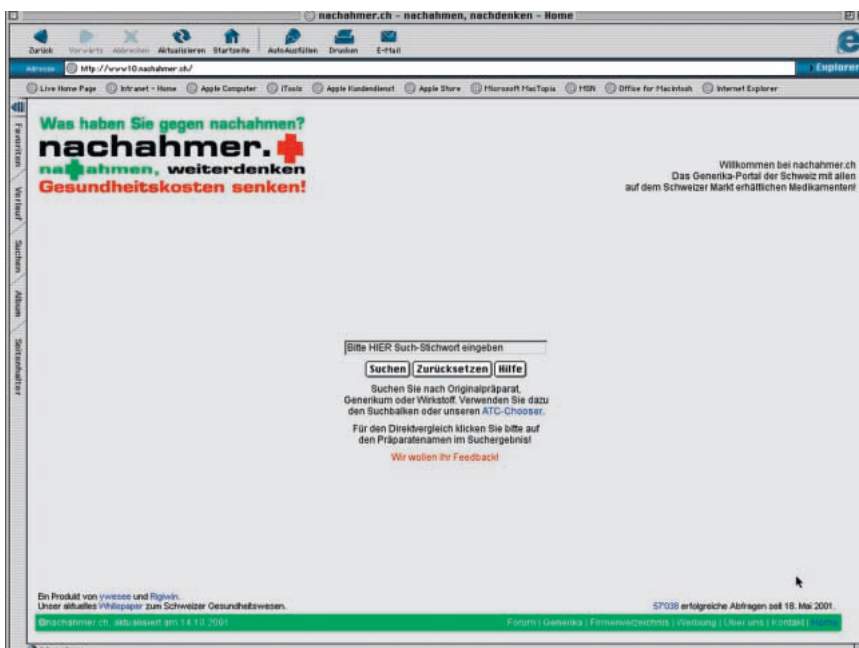 nachahmer.ch – nachahmen, nachdenken – Home
Zurück Vorwärts Abbrechen Aktualisieren Startseite AutoAusfüllen Drucken E-Mail
Adresse http://www10.nachahmer.ch/ Explorer
Live Home Page Intranet - Home Apple Computer iTools Apple Kundendienst Apple Store Microsoft MacTopia MSN Office for Macintosh Internet Explorer
Favoriten
Verlauf
Suchen
Album
Seitenhalter
Was haben Sie gegen nachahmen?
nachahmer.
na ahmen, weiterdenken
Gesundheitskosten senken!
Willkommen bei nachahmer.ch
Das Generika-Portal der Schweiz mit allen
auf dem Schweizer Markt erhältlichen Medikamenten!
Bitte HIER Such-Stichwort eingeben
Suchen Zurücksetzen Hilfe
Suchen Sie nach Originalpräparat,
Generikum oder Wirkstoff. Verwenden Sie dazu
den Suchbalken oder unseren ATC-Chooser.
Für den Direktvergleich klicken Sie bitte auf
den Präparatenamen im Suchergebnis!
Wir wollen Ihr Feedback!
Ein Produkt von ywesee und Rigiwin.
Unser aktuelles Whitepaper zum Schweizer Gesundheitswesen.
57'038 erfolgreiche Abfragen seit 18. Mai 2001.
©nachahmer.ch, aktualisiert am 14.10.2001
Forum | Generika | Firmenverzeichnis | Werbung | Über uns | Kontakt | Home